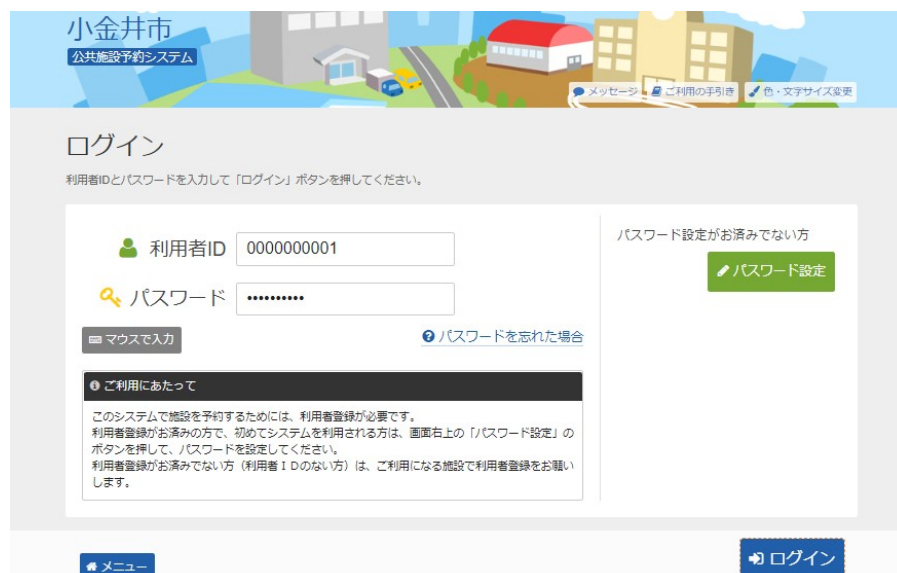 小金井市
公共施設予約システム
メッセージ ご利用の手引き 色・文字サイズ変更
ログイン
利用者IDとパスワードを入力して「ログイン」ボタンを押してください。
利用者ID 0000000001
パスワード ••••••••••
マウスで入力 パスワードを忘れた場合
ご利用にあたって
このシステムで施設を予約するためには、利用者登録が必要です。
利用者登録がお済みの方で、初めてシステムを利用される方は、画面右上の「パスワード設定」の
ボタンを押して、パスワードを設定してください。
利用者登録がお済みでない方（利用者ＩＤのない方）は、ご利用になる施設で利用者登録をお願い
します。
パスワード設定がお済みでない方
パスワード設定
メニュー
ログイン